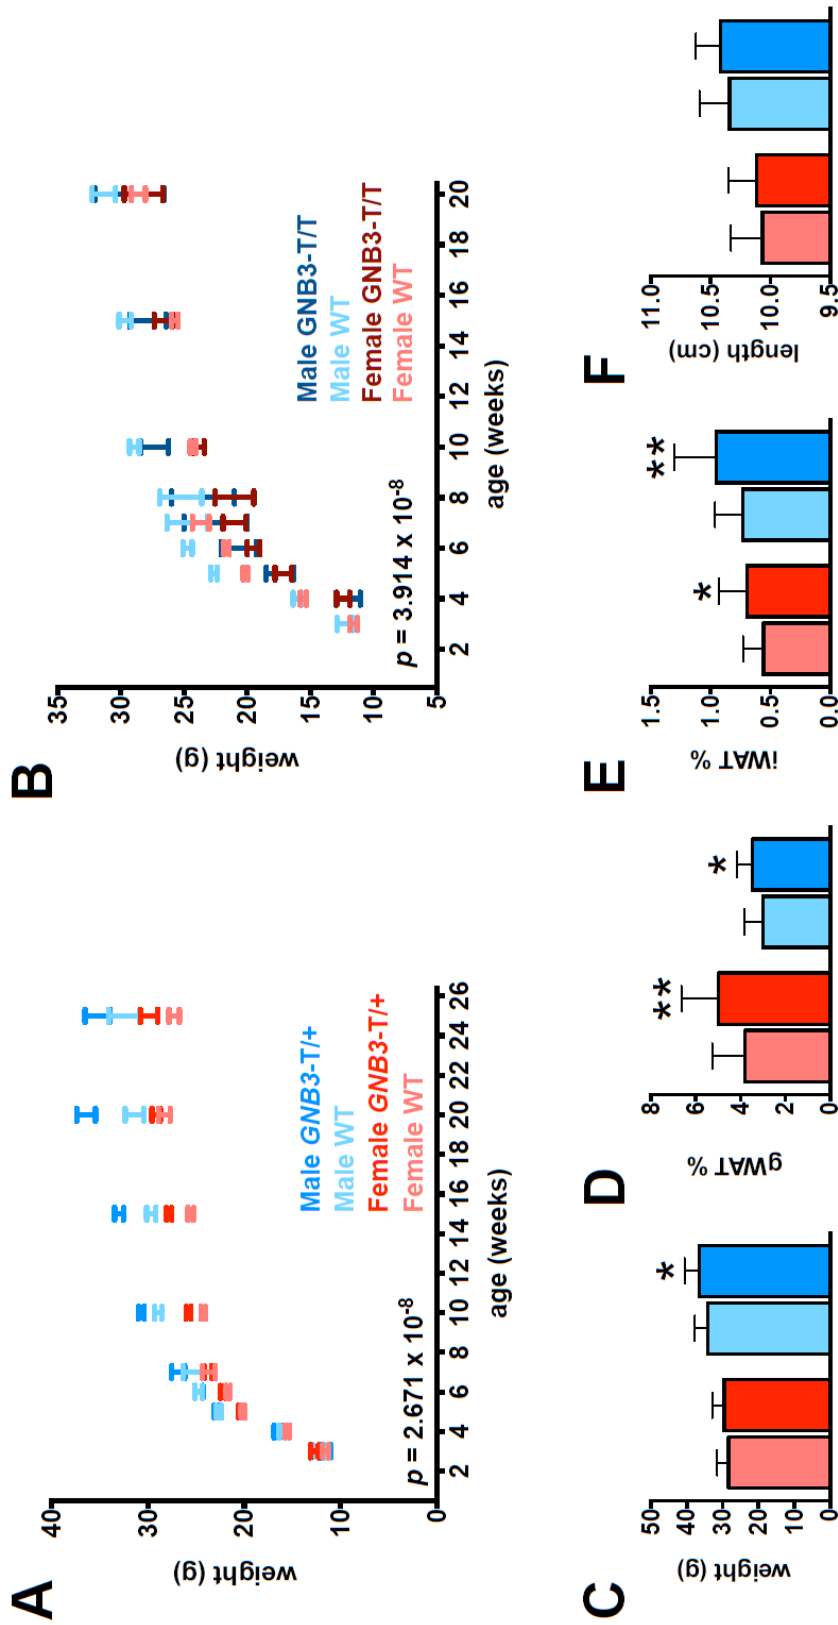 A
weight (g)
40
30
20
10
0
2 4 6 8 10 12 14 16 18 20 22 24 26
age (weeks)
p = 2.671 x 10-8
Male GNB3-T/+
Male WT
Female GNB3-T/+
Female WT
B
weight (g)
35
30
25
20
15
10
5
2 4 6 8 10 12 14 16 18 20
age (weeks)
p = 3.914 x 10-8
Male GNB3-T/T
Male WT
Female GNB3-T/T
Female WT
C
weight (g)
50
40
30
20
10
0
*
D
gWAT %
8
6
4
2
0
**
*
E
iWAT %
1.5
1.0
0.5
0.0
*
**
F
length (cm)
11.0
10.5
10.0
9.5